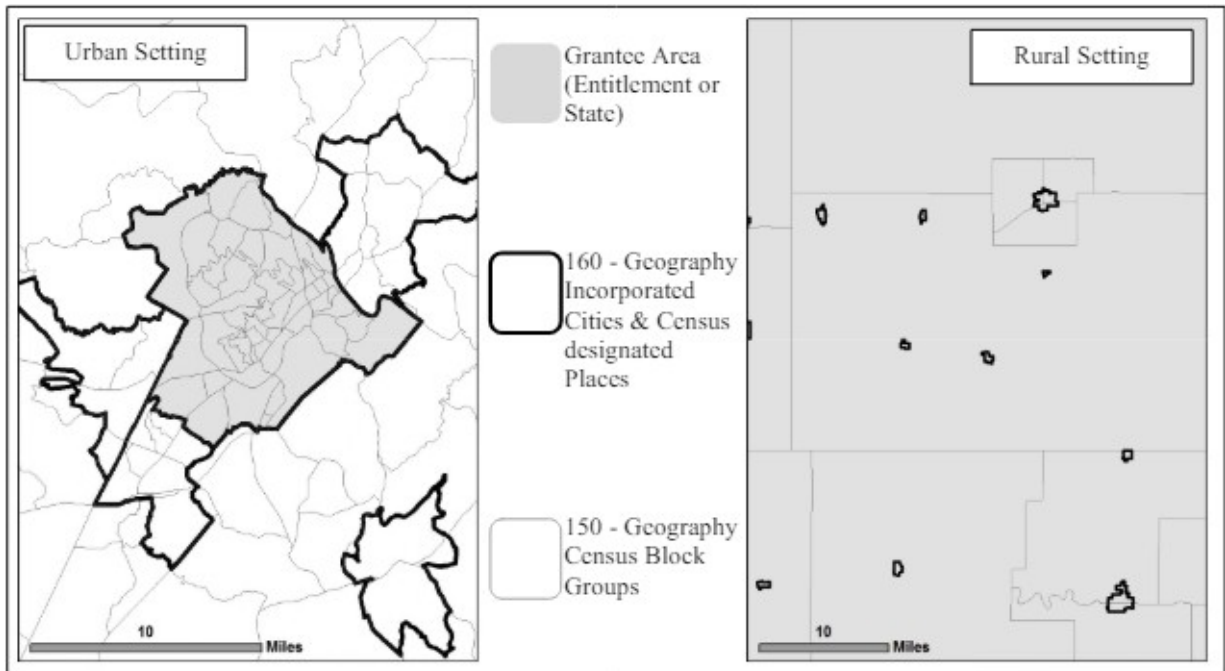 Urban Setting
Grantee Area
(Entitlement or
State)
160 - Geography
Incorporated
Cities & Census
designated
Places
150 - Geography
Census Block
Groups
10
Miles
Rural Setting
10
Miles